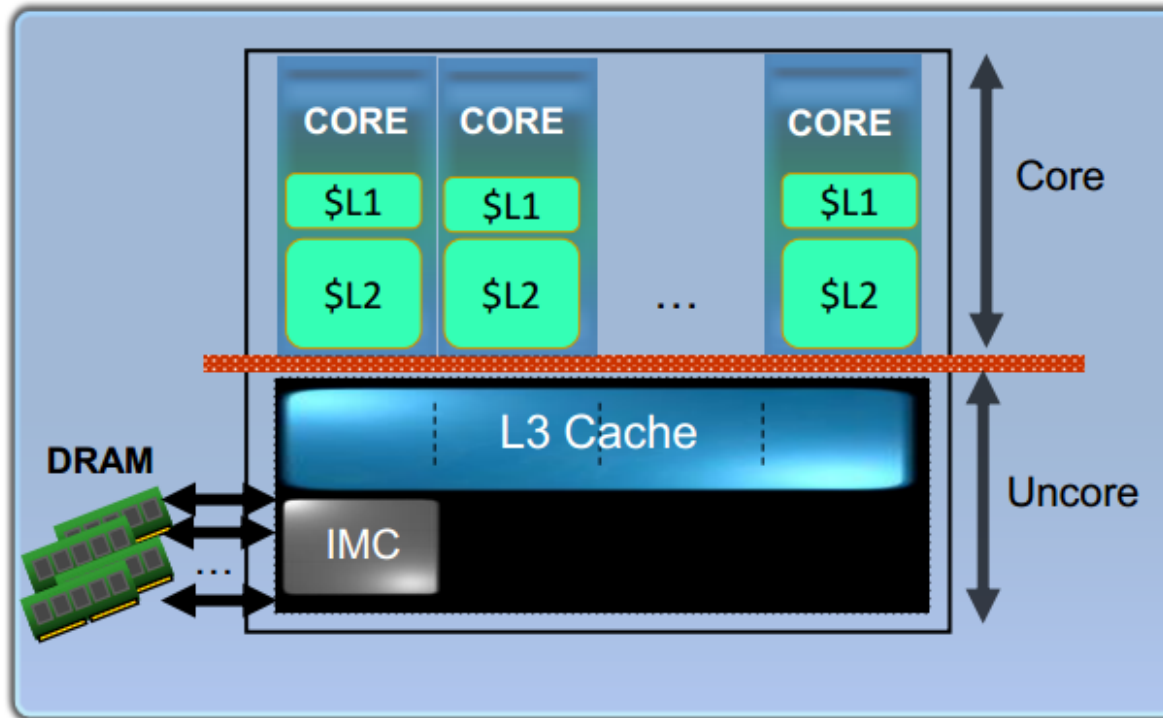 CORE CORE CORE
$L1 $L1 $L1
Core
$L2 $L2 ... $L2
L3 Cache
DRAM
Uncore
IMC
...